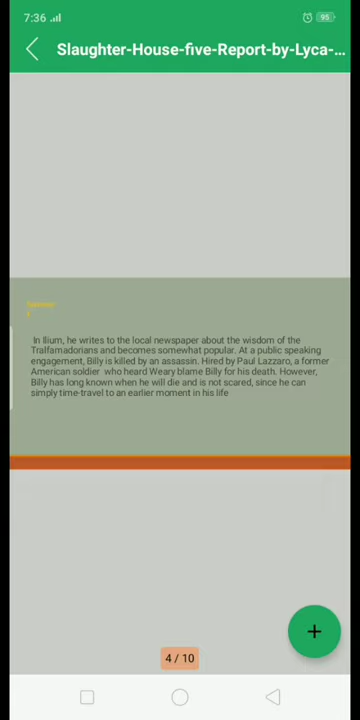 7:36
95
Slaughter-House-five-Report-by-Lyca-...
In Ilium, he writes to the local newspaper about the wisdom of the
Tralfamadorians and becomes somewhat popular. At a public speaking
engagement, Billy is killed by an assassin. Hired by Paul Lazzaro, a former
American soldier who heard Weary blame Billy for his death. However,
Billy has long known when he will die and is not scared, since he can
simply time-travel to an earlier moment in his life
4 / 10